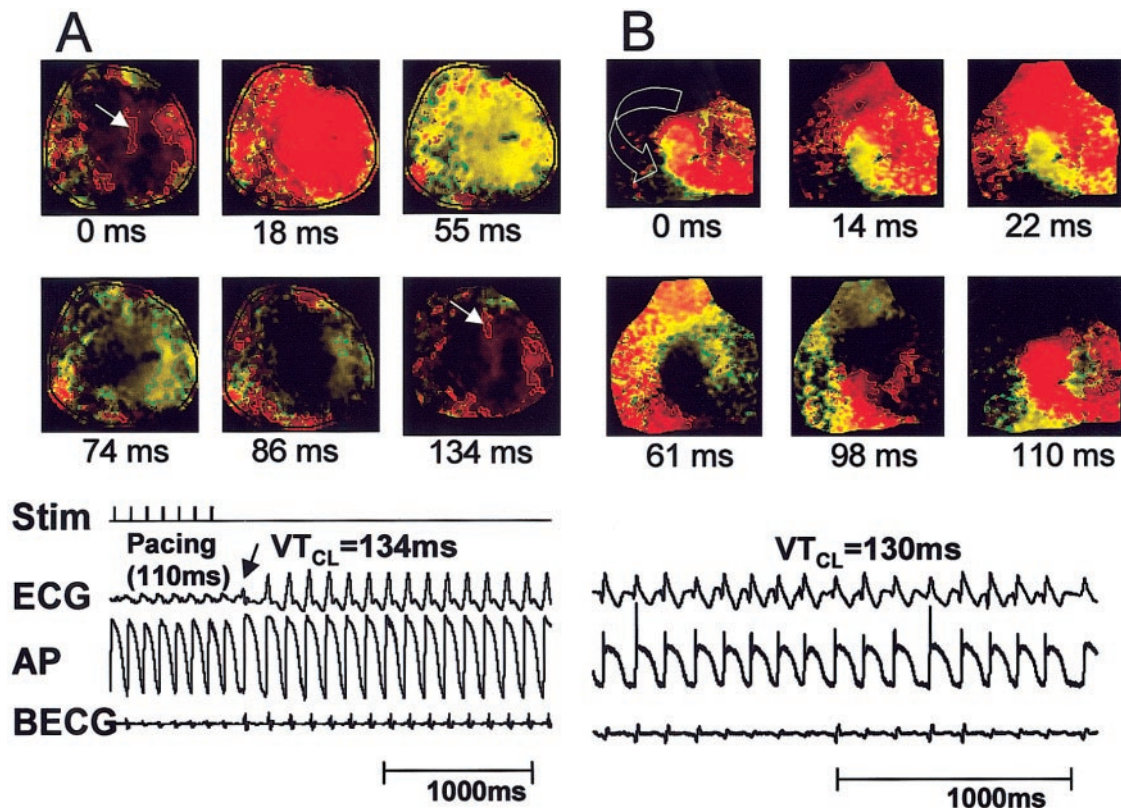 A
B
0 ms
18 ms
55 ms
0 ms
14 ms
22 ms
74 ms
86 ms
134 ms
61 ms
98 ms
110 ms
Stim
Pacing
(110ms)
VTCL=134ms
VTCL=130ms
ECG
AP
BECG
1000ms
1000ms